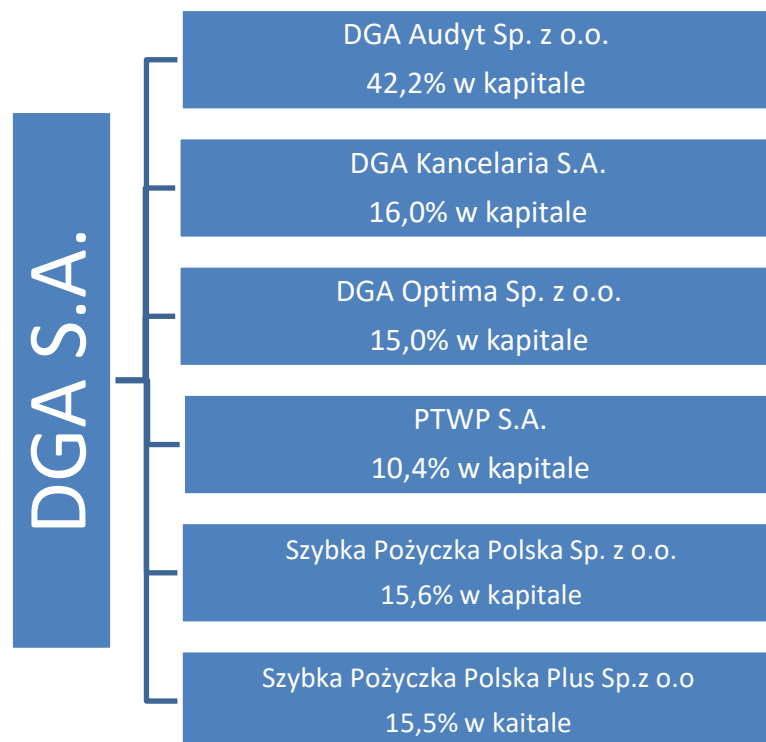 DGA S.A.
DGA Audyt Sp. z o.o.
42,2% w kapitale
DGA Kancelaria S.A.
16,0% w kapitale
DGA Optima Sp. z o.o.
15,0% w kapitale
PTWP S.A.
10,4% w kapitale
Szybka Pożyczka Polska Sp. z o.o.
15,6% w kapitale
Szybka Pożyczka Polska Plus Sp.z o.o
15,5% w kaitale